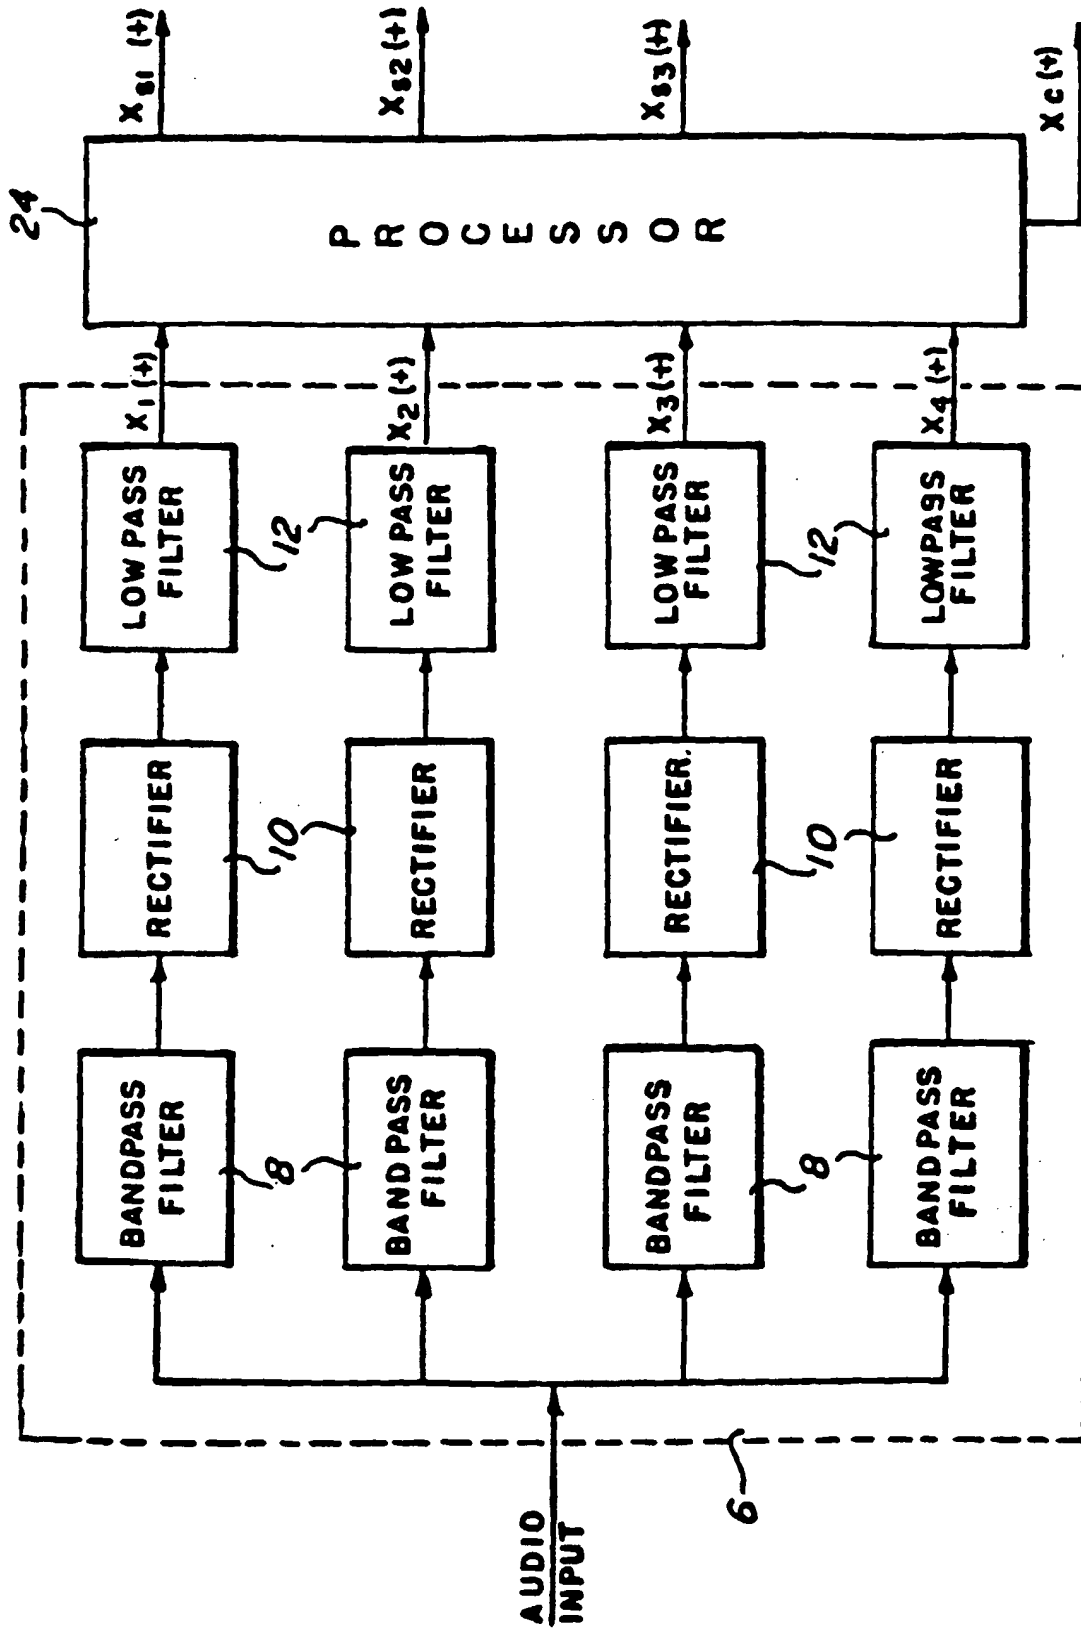 24
X1(t)
X2(t)
X3(t)
X4(t)
PROCESSOR
XS1(t)
XS2(t)
XS3(t)
XC(t)
BANDPASS
FILTER
8
RECTIFIER
10
LOW PASS
FILTER
12
BANDPASS
FILTER
RECTIFIER
LOW PASS
FILTER
AUDIO
INPUT
BANDPASS
FILTER
8
RECTIFIER
10
LOW PASS
FILTER
12
BANDPASS
FILTER
RECTIFIER
LOWPASS
FILTER
6